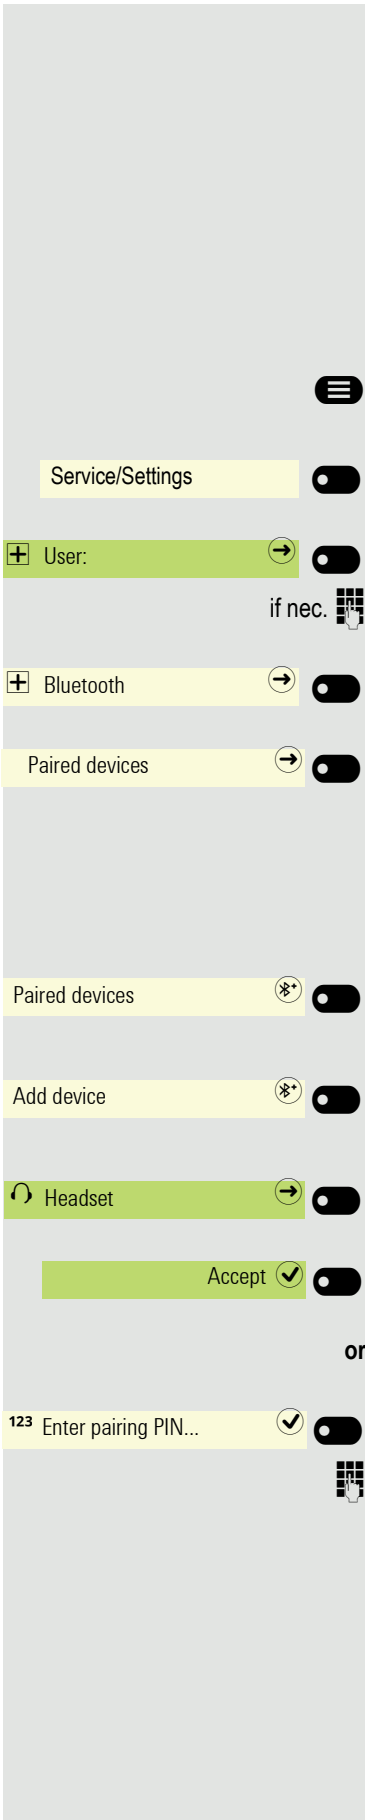 Service/Settings
User:
if nec.
Bluetooth
Paired devices
Paired devices
Add device
Headset
Accept
or
123 Enter pairing PIN...